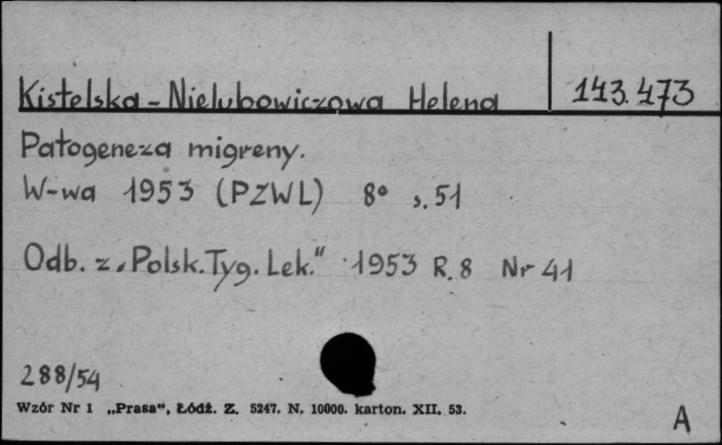 Kistelska-Nielubowiczowa Helena 143.473
Patogeneza migreny.
W-wa 1953 (PZWL) 8° s. 51
Odb. z „Polsk. Tyg. Lek." 1953 R. 8 Nr 41
288/54
Wzór Nr 1 „Prasa“, Łódź. Z. 5247. N. 10000. karton. XII. 53.
A